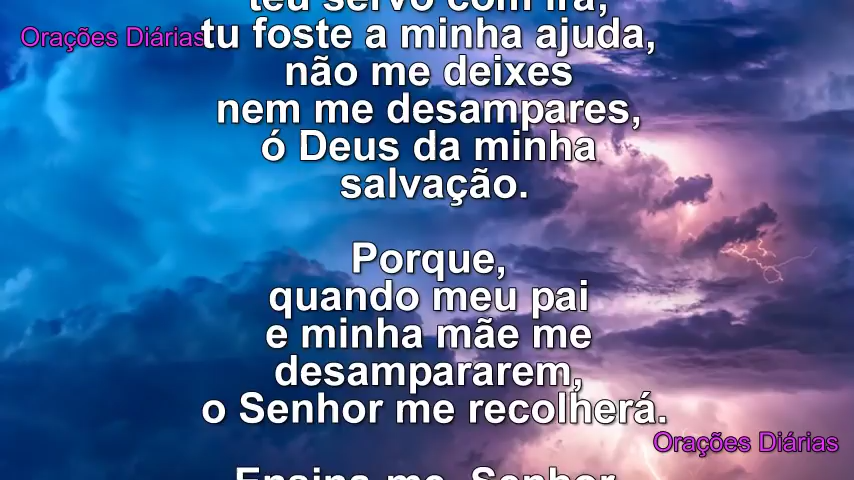 teu servo com ira,
Orações Diárias
tu foste a minha ajuda,
não me deixes
nem me desampares,
ó Deus da minha
salvação.
Porque,
quando meu pai
e minha mãe me
desampararem,
o Senhor me recolherá.
Orações Diárias
Ensina-me, Senhor